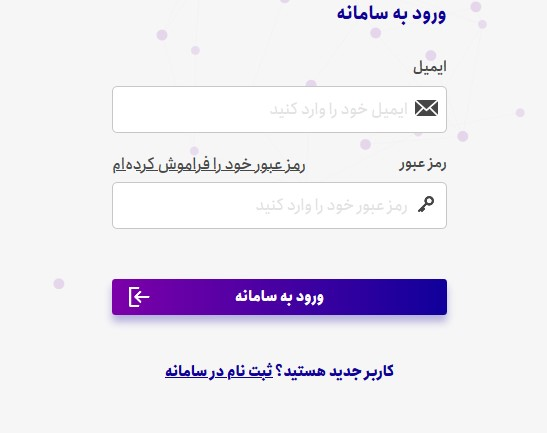 ورود به سامانه
ایمیل
ایمیل خود را وارد کنید
رمز عبور رمز عبور خود را فراموش کرده‌ام
رمز عبور خود را وارد کنید
ورود به سامانه
کاربر جدید هستید؟ ثبت نام در سامانه